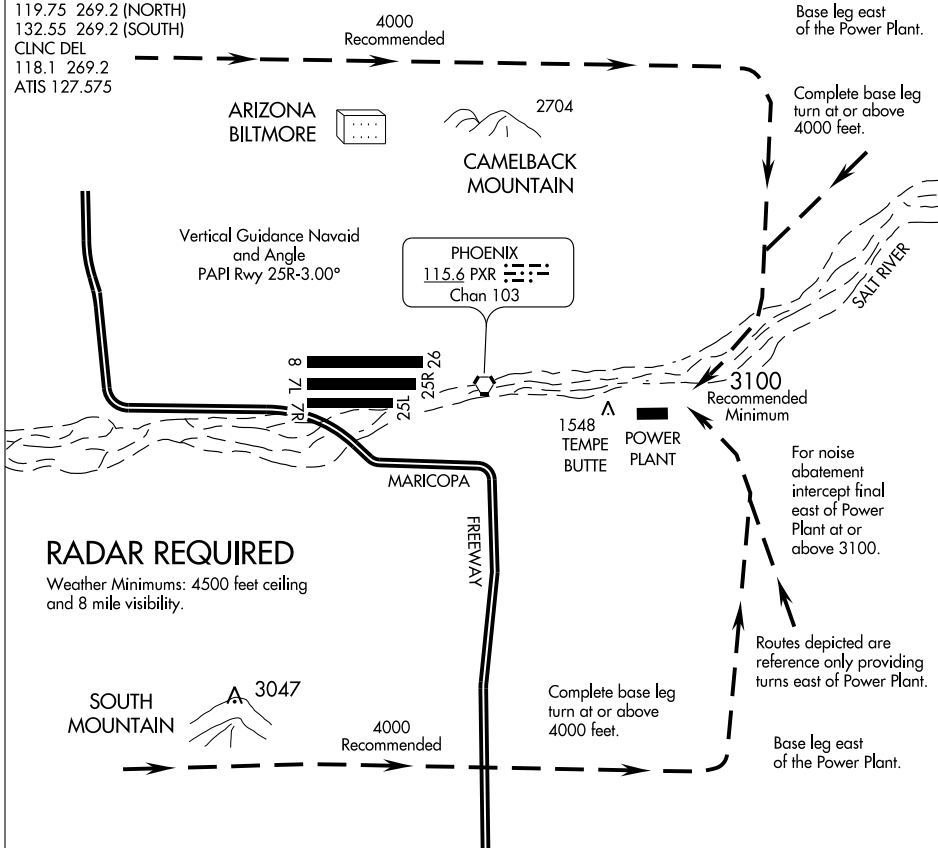 119.75 269.2 (NORTH)
132.55 269.2 (SOUTH)
CLNC DEL
118.1 269.2
ATIS 127.575
4000
Recommended
Base leg east
of the Power Plant.
Complete base leg
turn at or above
4000 feet.
ARIZONA
BILTMORE
2704
CAMELBACK
MOUNTAIN
Vertical Guidance Navaid
and Angle
PAPI Rwy 25R-3.00°
PHOENIX
115.6 PXR
Chan 103
SALT RIVER
8
26
7L
25R
7R
25L
3100
Recommended
Minimum
1548
TEMPE
BUTTE
POWER
PLANT
MARICOPA
FREEWAY
For noise
abatement
intercept final
east of Power
Plant at or
above 3100.
RADAR REQUIRED
Weather Minimums: 4500 feet ceiling
and 8 mile visibility.
Routes depicted are
reference only providing
turns east of Power Plant.
SOUTH
MOUNTAIN
3047
4000
Recommended
Complete base leg
turn at or above
4000 feet.
Base leg east
of the Power Plant.